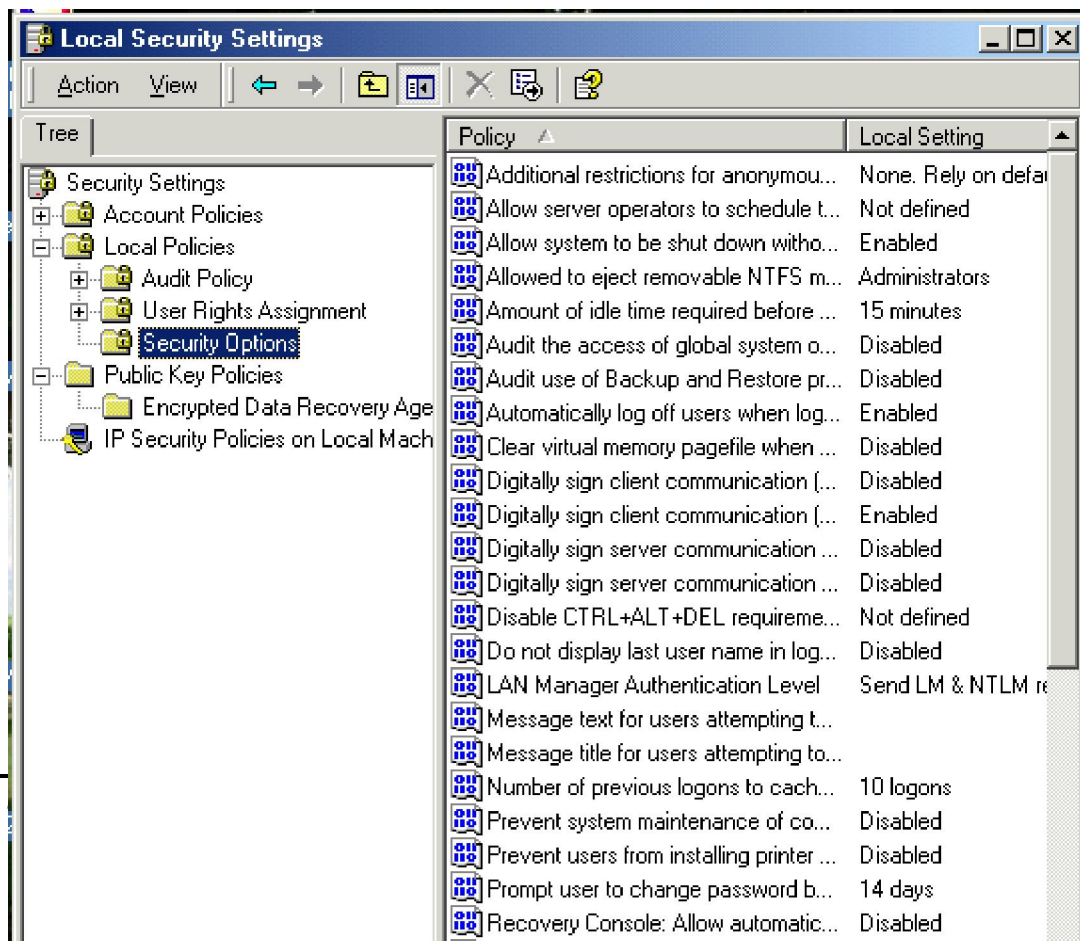 Local Security Settings
Action View
Tree
Security Settings
Account Policies
Local Policies
Audit Policy
User Rights Assignment
Security Options
Public Key Policies
Encrypted Data Recovery Age
IP Security Policies on Local Mach
Policy Local Setting
Additional restrictions for anonymou... None. Rely on defau
Allow server operators to schedule t... Not defined
Allow system to be shut down witho... Enabled
Allowed to eject removable NTFS m... Administrators
Amount of idle time required before ... 15 minutes
Audit the access of global system o... Disabled
Audit use of Backup and Restore pr... Disabled
Automatically log off users when log... Enabled
Clear virtual memory pagefile when ... Disabled
Digitally sign client communication (... Disabled
Digitally sign client communication (... Enabled
Digitally sign server communication ... Disabled
Digitally sign server communication ... Disabled
Disable CTRL+ALT+DEL requireme... Not defined
Do not display last user name in log... Disabled
LAN Manager Authentication Level Send LM & NTLM re
Message text for users attempting t...
Message title for users attempting to...
Number of previous logons to cach... 10 logons
Prevent system maintenance of co... Disabled
Prevent users from installing printer ... Disabled
Prompt user to change password b... 14 days
Recovery Console: Allow automatic... Disabled